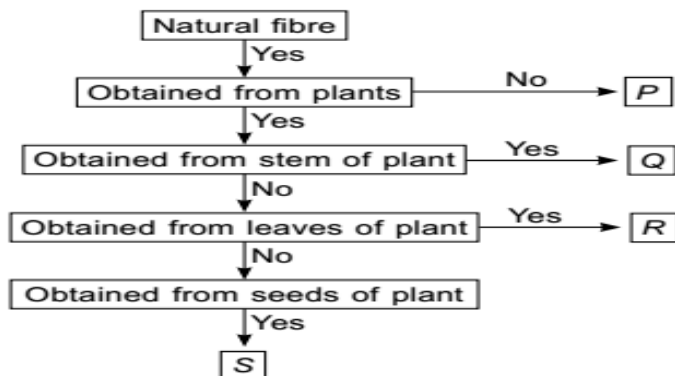 Natural fibre
Yes
Obtained from plants No P
Yes
Obtained from stem of plant Yes Q
No
Obtained from leaves of plant Yes R
No
Obtained from seeds of plant
Yes
S